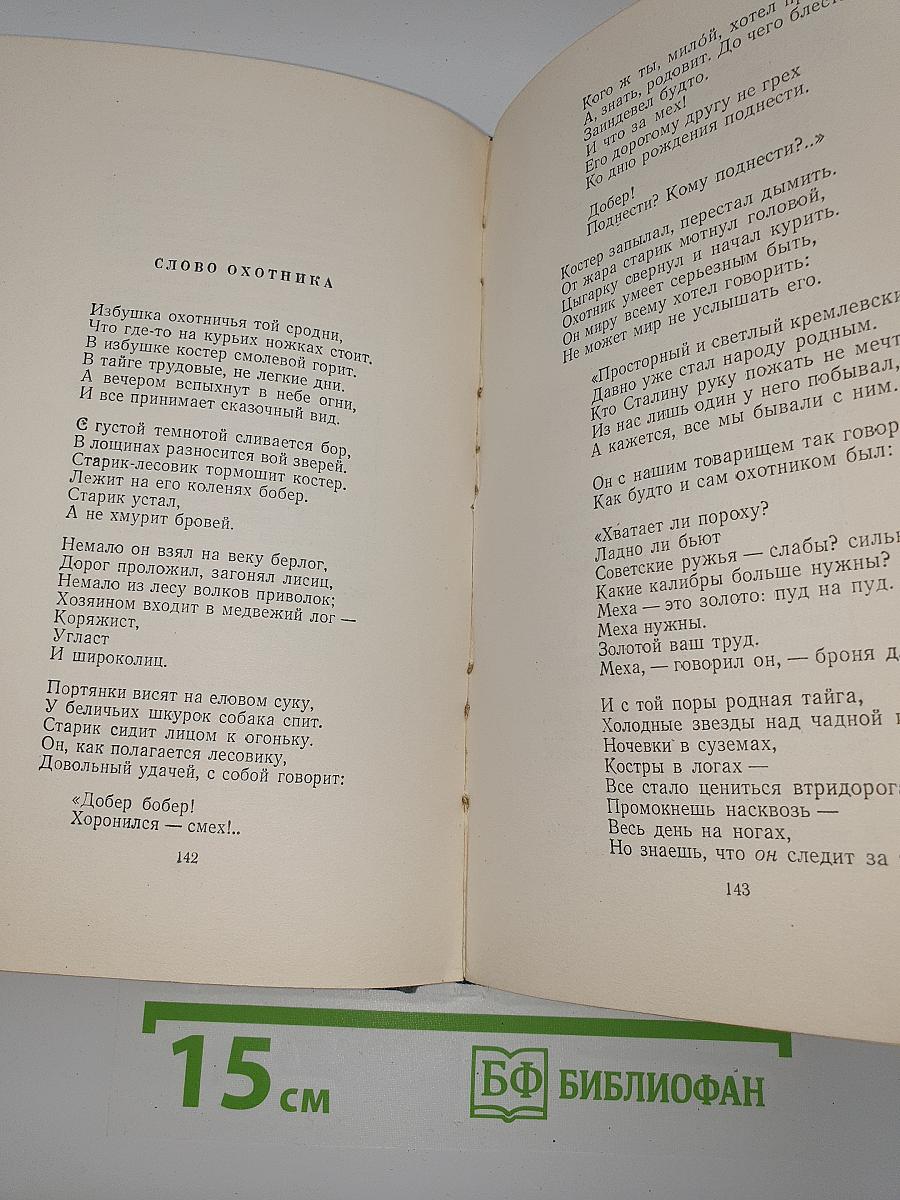 СЛОВО ОХОТНИКА
Избушка охотничья той сродни,
Что где-то на курьих ножках стоит.
В избушке костер смолевой горит.
В тайге трудовые, не легкие дни.
А вечером вспыхнут в небе огни,
И все принимает сказочный вид.
С густой темнотой сливается бор,
В лощинах разносится вой зверей.
Старик-лесовик тормошит костер.
Лежит на его коленях бобер.
Старик устал,
А не хмурит бровей.
Немало он взял на веку берлог,
Дорог проложил, загонял лисиц,
Немало из лесу волков приволок;
Хозяином входит в медвежий лог —
Коряжист,
Угласт
И широколиц.
Портянки висят на еловом суку,
У беличьих шкурок собака спит.
Старик сидит лицом к огоньку.
Он, как полагается лесовику,
Довольный удачей, с собой говорит:
«Добер бобер!
Хоронился — смех!..
142
Кого ж ты, мило́й, хотел
А, знать, родовит. До чего
Заиндевел будто.
И что за мех!
Его дорогому другу не грех
Ко дню рождения поднести.
Добер!
Поднести? Кому поднести?..»
Костер запылал, перестал дымить.
От жара старик мотнул головой,
Цыгарку свернул и начал курить.
Охотник умеет серьезным быть,
Он миру всему хотел говорить:
Не может мир не услышать его.
«Просторный и светлый
Давно уже стал народу родным.
Кто Сталину руку пожать не
Из нас лишь один у него побывал,
А кажется, все мы бывали с ним.
Он с нашим товарищем так
Как будто и сам охотником был:
«Хватает ли пороху?
Ладно ли бьют
Советские ружья — слабы?
Какие калибры больше нужны?
Меха — это золото: пуд на пуд.
Меха нужны.
Золотой ваш труд.
Меха, — говорил он, — броня
И с той поры родная тайга,
Холодные звезды над чадной
Ночевки в суземах,
Костры в логах —
Все стало цениться
Промокнешь насквозь —
Весь день на ногах,
Но знаешь, что он следит за
143
15 см
БФ БИБЛИОФАН